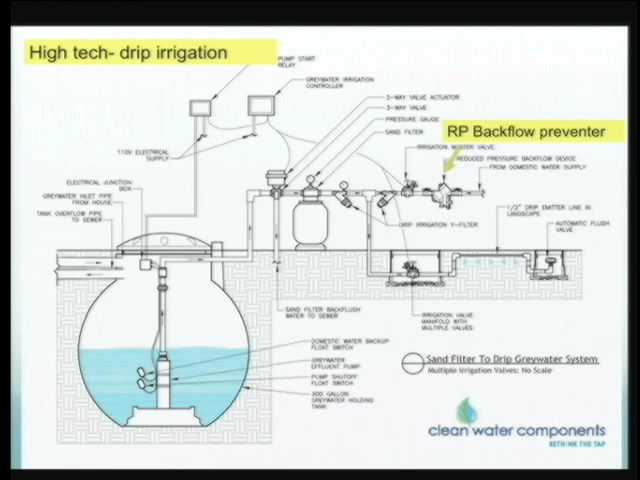 High tech- drip irrigation
PUMP START
RELAY
GREYWATER IRRIGATION
CONTROLLER
3-WAY VALVE ACTUATOR
3-WAY VALVE
PRESSURE GAUGE
SAND FILTER
RP Backflow preventer
IRRIGATION MASTER VALVE
REDUCED PRESSURE BACKFLOW DEVICE
FROM DOMESTIC WATER SUPPLY
110V ELECTRICAL
SUPPLY
ELECTRICAL JUNCTION
BOX
GREYWATER INLET PIPE
FROM HOUSE
TANK OVERFLOW PIPE
TO SEWER
1/2" DRIP EMITTER LINE IN
LANDSCAPE
AUTOMATIC FLUSH
VALVE
DRIP IRRIGATION Y-FILTER
SAND FILTER BACKFLUSH
WATER TO SEWER
IRRIGATION VALVE
MANIFOLD WITH
MULTIPLE VALVES
DOMESTIC WATER BACKUP
FLOAT SWITCH
GREYWATER
EFFLUENT PUMP
PUMP SHUTOFF
FLOAT SWITCH
300 GALLON
GREYWATER HOLDING
TANK
Sand Filter To Drip Greywater System
Multiple Irrigation Valves: No Scale
clean water components
RETHINK THE TAP